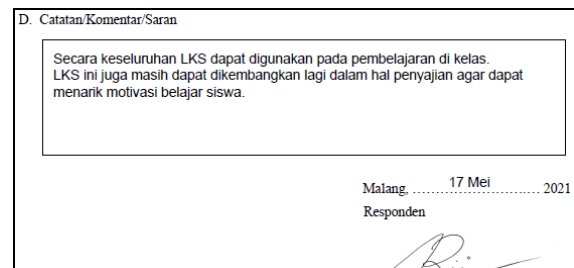 D. Catatan/Komentar/Saran
Secara keseluruhan LKS dapat digunakan pada pembelajaran di kelas.
LKS ini juga masih dapat dikembangkan lagi dalam hal penyajian agar dapat
menarik motivasi belajar siswa.
Malang, ......17 Mei............ 2021
Responden